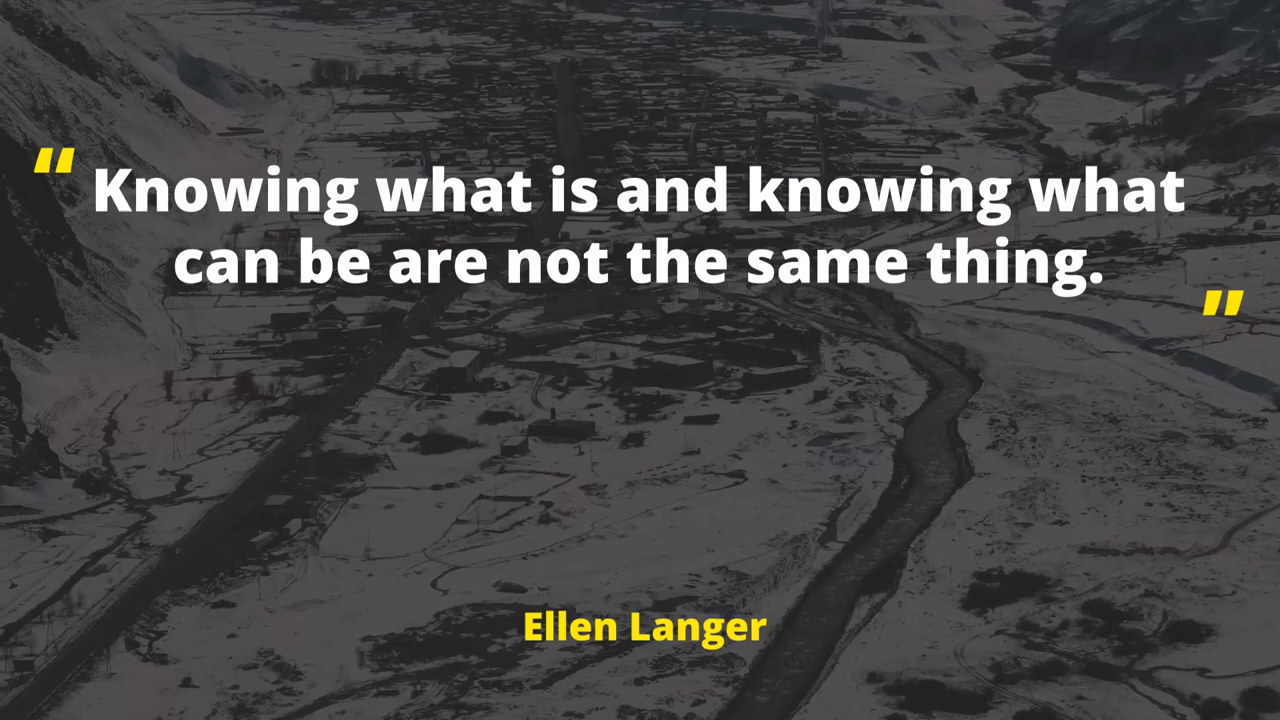 “ Knowing what is and knowing what
can be are not the same thing. ”
Ellen Langer